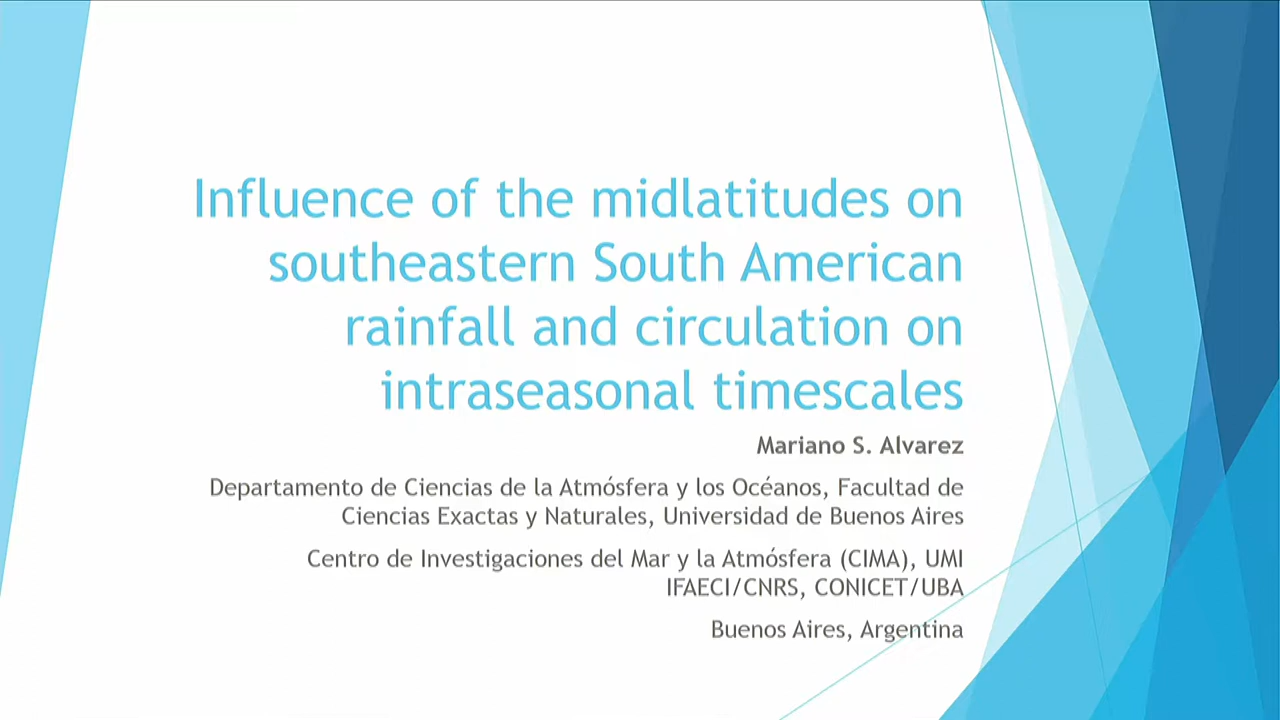 Influence of the midlatitudes on
southeastern South American
rainfall and circulation on
intraseasonal timescales
Mariano S. Alvarez
Departamento de Ciencias de la Atmósfera y los Océanos, Facultad de
Ciencias Exactas y Naturales, Universidad de Buenos Aires
Centro de Investigaciones del Mar y la Atmósfera (CIMA), UMI
IFAECI/CNRS, CONICET/UBA
Buenos Aires, Argentina